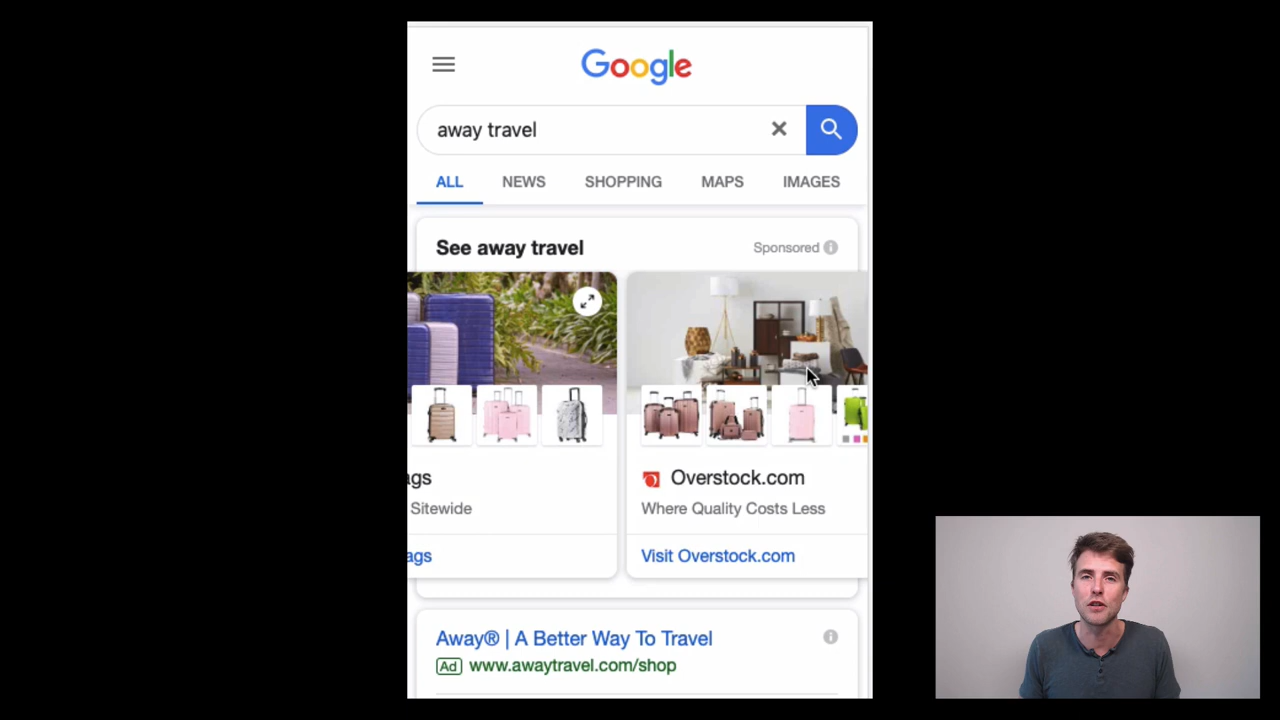 Google
away travel
ALL NEWS SHOPPING MAPS IMAGES
See away travel
Sponsored
ags
Sitewide
ags
Overstock.com
Where Quality Costs Less
Visit Overstock.com
Away® | A Better Way To Travel
Ad www.awaytravel.com/shop